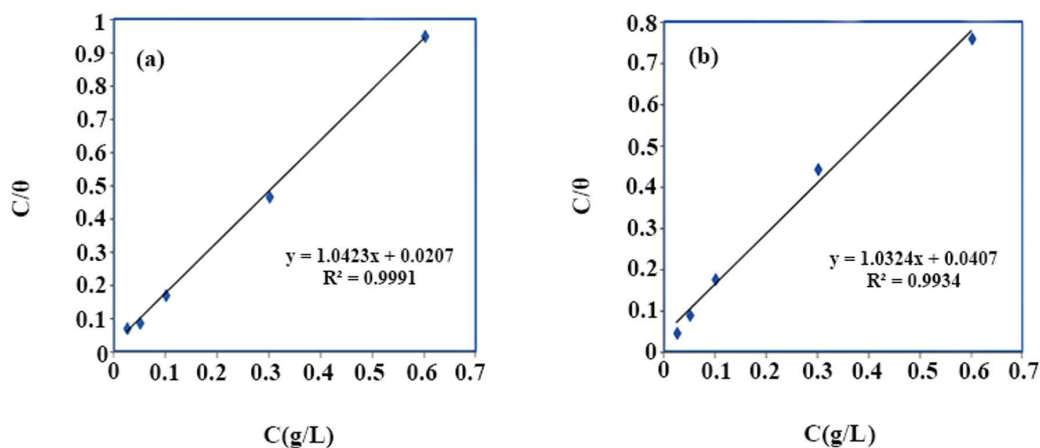 (a)
C/θ
1
0.9
0.8
0.7
0.6
0.5
0.4
0.3
0.2
0.1
0
y = 1.0423x + 0.0207
R² = 0.9991
0 0.1 0.2 0.3 0.4 0.5 0.6 0.7
C(g/L)
(b)
C/θ
0.8
0.7
0.6
0.5
0.4
0.3
0.2
0.1
0
y = 1.0324x + 0.0407
R² = 0.9934
0 0.1 0.2 0.3 0.4 0.5 0.6 0.7
C(g/L)